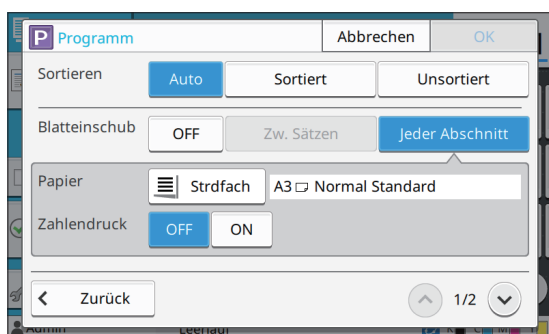 P Programm
Abbrechen
OK
Sortieren
Auto
Sortiert
Unsortiert
Blatteinschub
OFF
Zw. Sätzen
Jeder Abschnitt
Papier
Strdfach
A3 Normal Standard
Zahlendruck
OFF
ON
Zurück
1/2
Admin
Leerlauf
K
C
M
Y